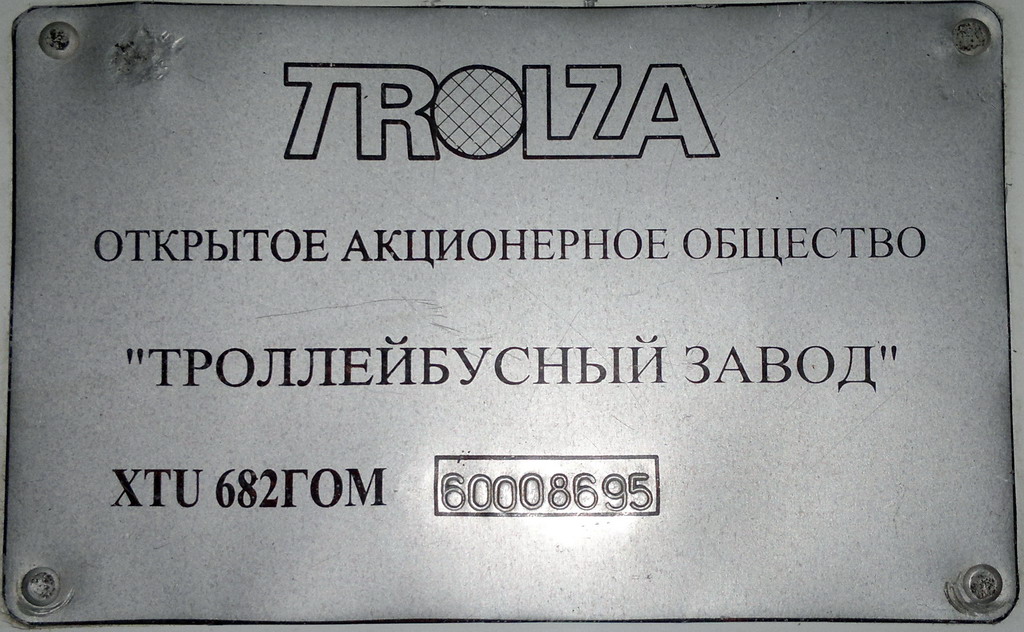 TROLZA
ОТКРЫТОЕ АКЦИОНЕРНОЕ ОБЩЕСТВО
"ТРОЛЛЕЙБУСНЫЙ ЗАВОД"
XTU 682ГОМ 60008695